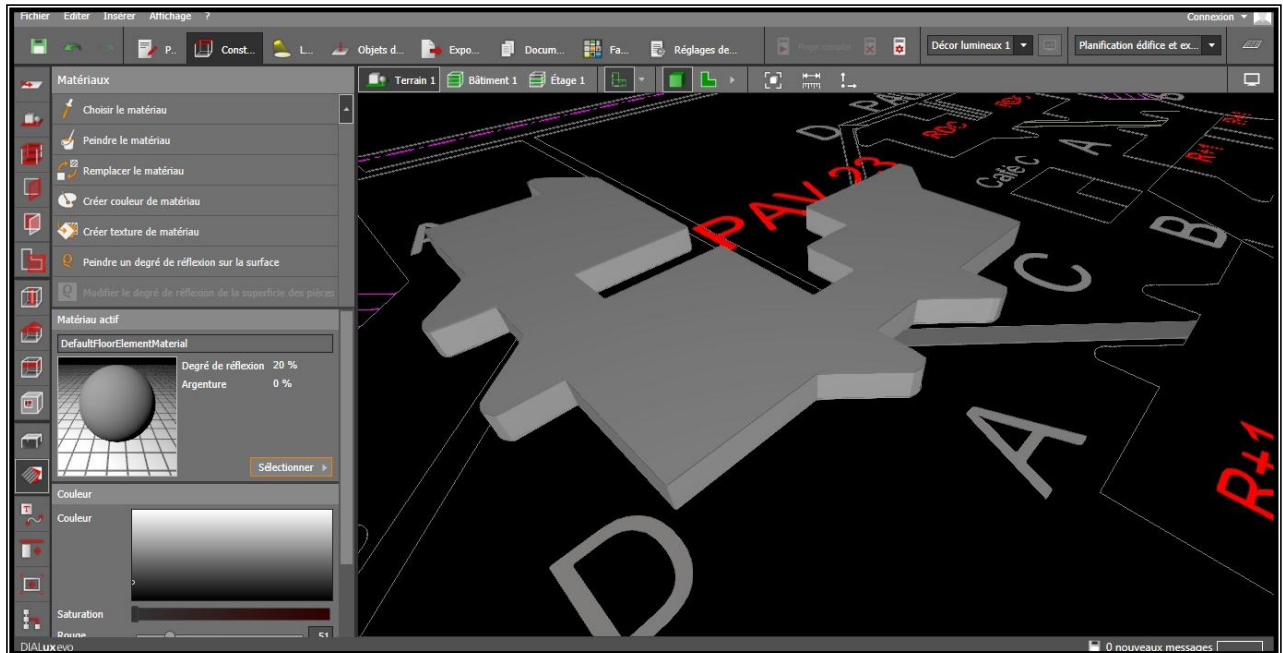 Fichier Editer Insérer Affichage ?
Connexion
P.. Const... L... Objets d... Expo... Docum... Fa... Réglages de... Décor lumineux 1 Planification édifice et ex...
Matériaux
Terrain 1 Bâtiment 1 Étage 1
Choisir le matériau
Peindre le matériau
Remplacer le matériau
Créer couleur de matériau
Créer texture de matériau
Peindre un degré de réflexion sur la surface
Modifier le degré de réflexion de la superficie des pièces
Matériau actif
DefaultFloorElementMaterial
Degré de réflexion 20 %
Argenture 0 %
Sélectionner
Couleur
Couleur
Saturation
Rouge 51
D PAV
RDC
Café C A
R+1
PAV 23
A
B
C
A
R+1
D
DIALux evo
0 nouveaux messages